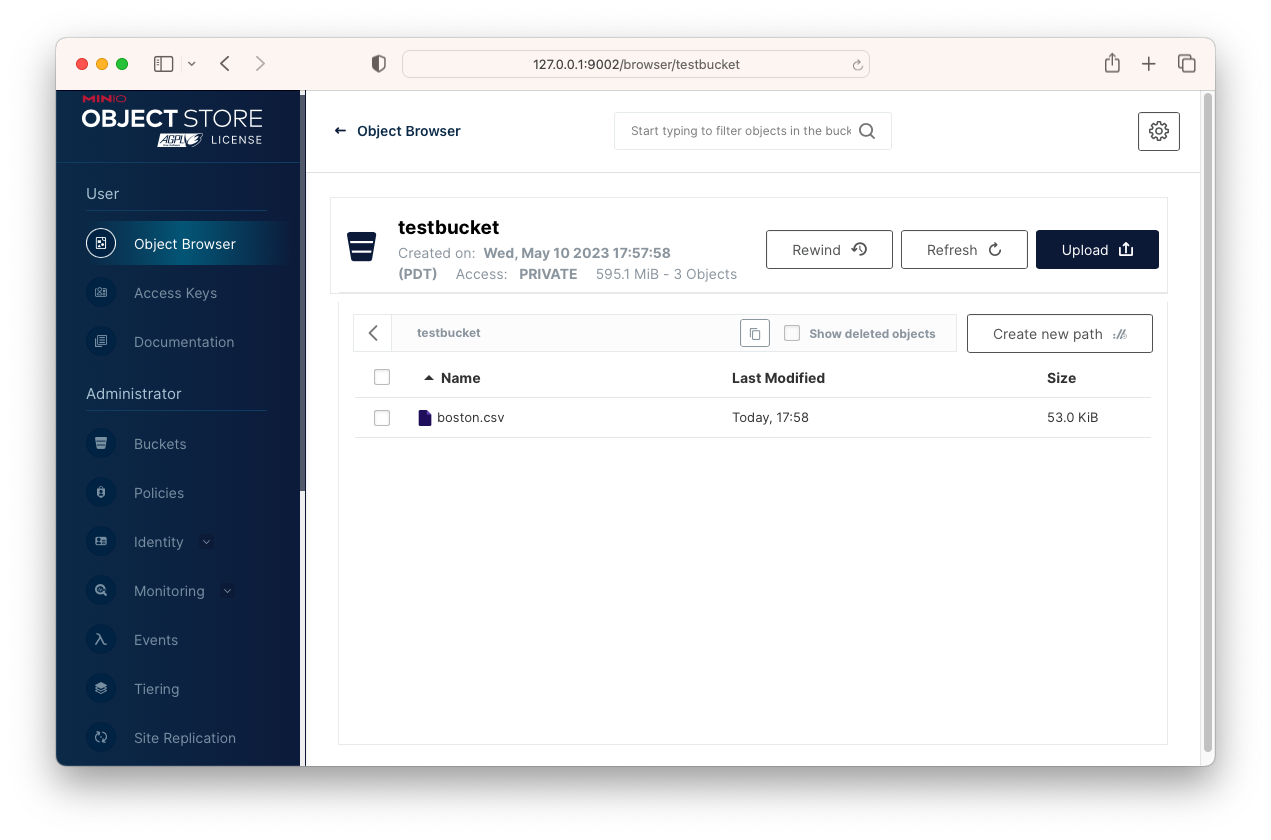 127.0.0.1:9002/browser/testbucket
MINIO
OBJECT STORE
AGPLv3 LICENSE
← Object Browser
Start typing to filter objects in the buck
User
Object Browser
Access Keys
Documentation
Administrator
Buckets
Policies
Identity
Monitoring
Events
Tiering
Site Replication
testbucket
Created on: Wed, May 10 2023 17:57:58
(PDT) Access: PRIVATE 595.1 MiB - 3 Objects
Rewind Refresh Upload
testbucket Show deleted objects Create new path
Name Last Modified Size
boston.csv Today, 17:58 53.0 KiB